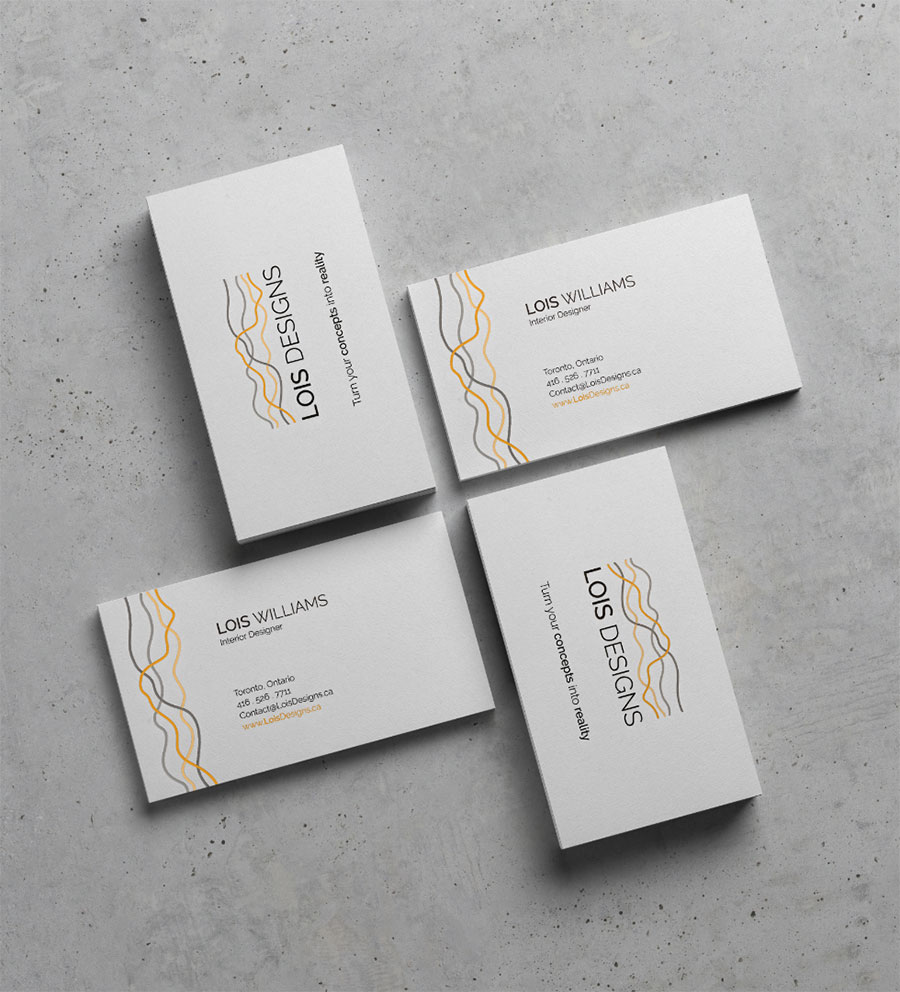 LOIS DESIGNS
Turn your concepts into reality
LOIS WILLIAMS
Interior Designer
Toronto, Ontario
416 . 526 . 7711
Contact@LoisDesigns.ca
www.LoisDesigns.ca
LOIS WILLIAMS
Interior Designer
Toronto, Ontario
416 . 526 . 7711
Contact@LoisDesigns.ca
www.LoisDesigns.ca
LOIS DESIGNS
Turn your concepts into reality